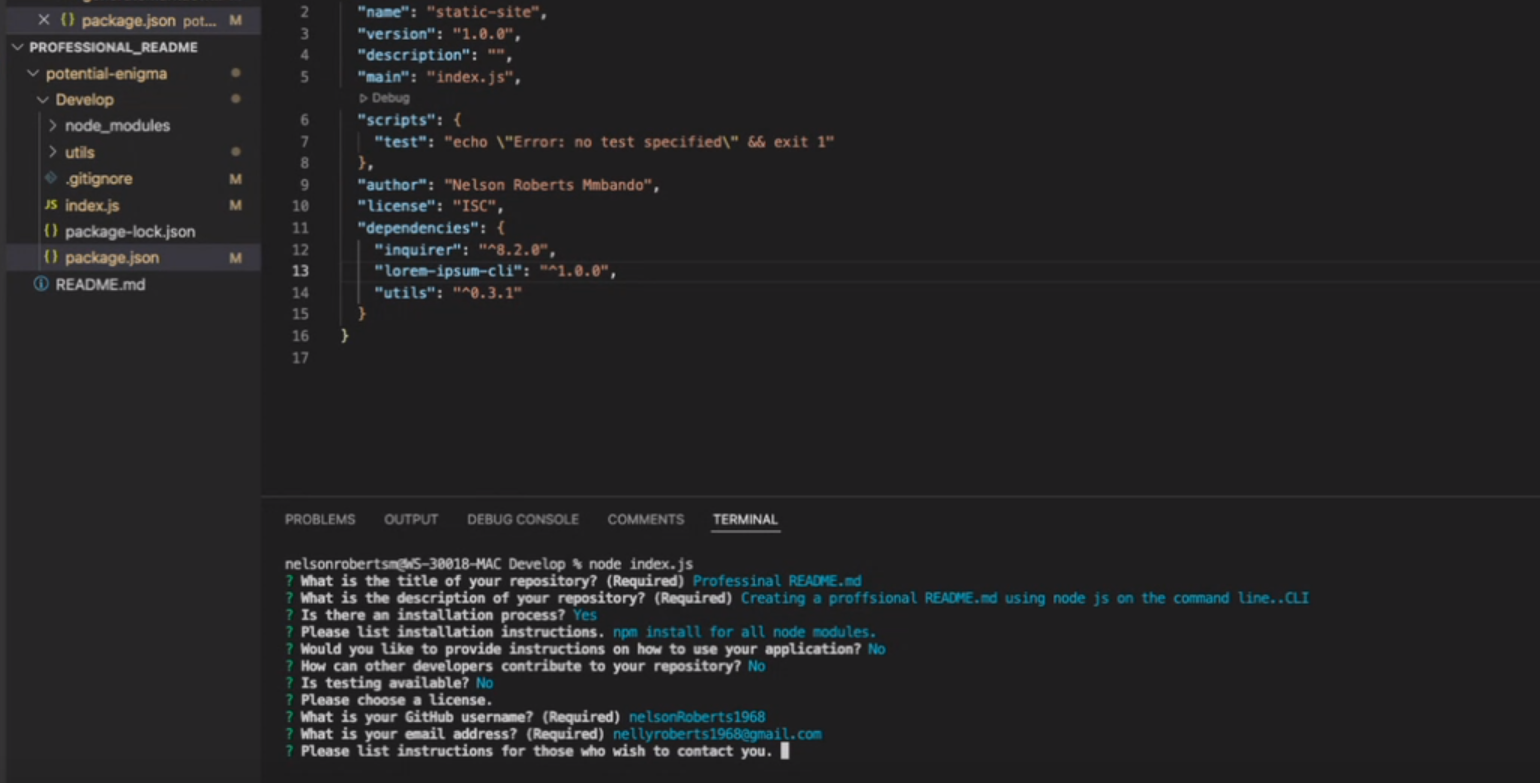 package.json pot... M
PROFESSIONAL_README
potential-enigma
Develop
node_modules
utils
.gitignore M
JS index.js M
{} package-lock.json
{} package.json M
README.md
2 "name": "static-site",
3 "version": "1.0.0",
4 "description": "",
5 "main": "index.js",
Debug
6 "scripts": {
7 "test": "echo \"Error: no test specified\" && exit 1"
8 },
9 "author": "Nelson Roberts Mmbando",
10 "license": "ISC",
11 "dependencies": {
12 "inquirer": "^8.2.0",
13 "lorem-ipsum-cli": "^1.0.0",
14 "utils": "^0.3.1"
15 }
16 }
17
PROBLEMS OUTPUT DEBUG CONSOLE COMMENTS TERMINAL
nelsonrobertsm@WS-30018-MAC Develop % node index.js
? What is the title of your repository? (Required) Professinal README.md
? What is the description of your repository? (Required) Creating a proffsional README.md using node js on the command line..CLI
? Is there an installation process? Yes
? Please list installation instructions. npm install for all node modules.
? Would you like to provide instructions on how to use your application? No
? How can other developers contribute to your repository? No
? Is testing available? No
? Please choose a license.
? What is your GitHub username? (Required) nelsonRoberts1968
? What is your email address? (Required) nellyroberts1968@gmail.com
? Please list instructions for those who wish to contact you.